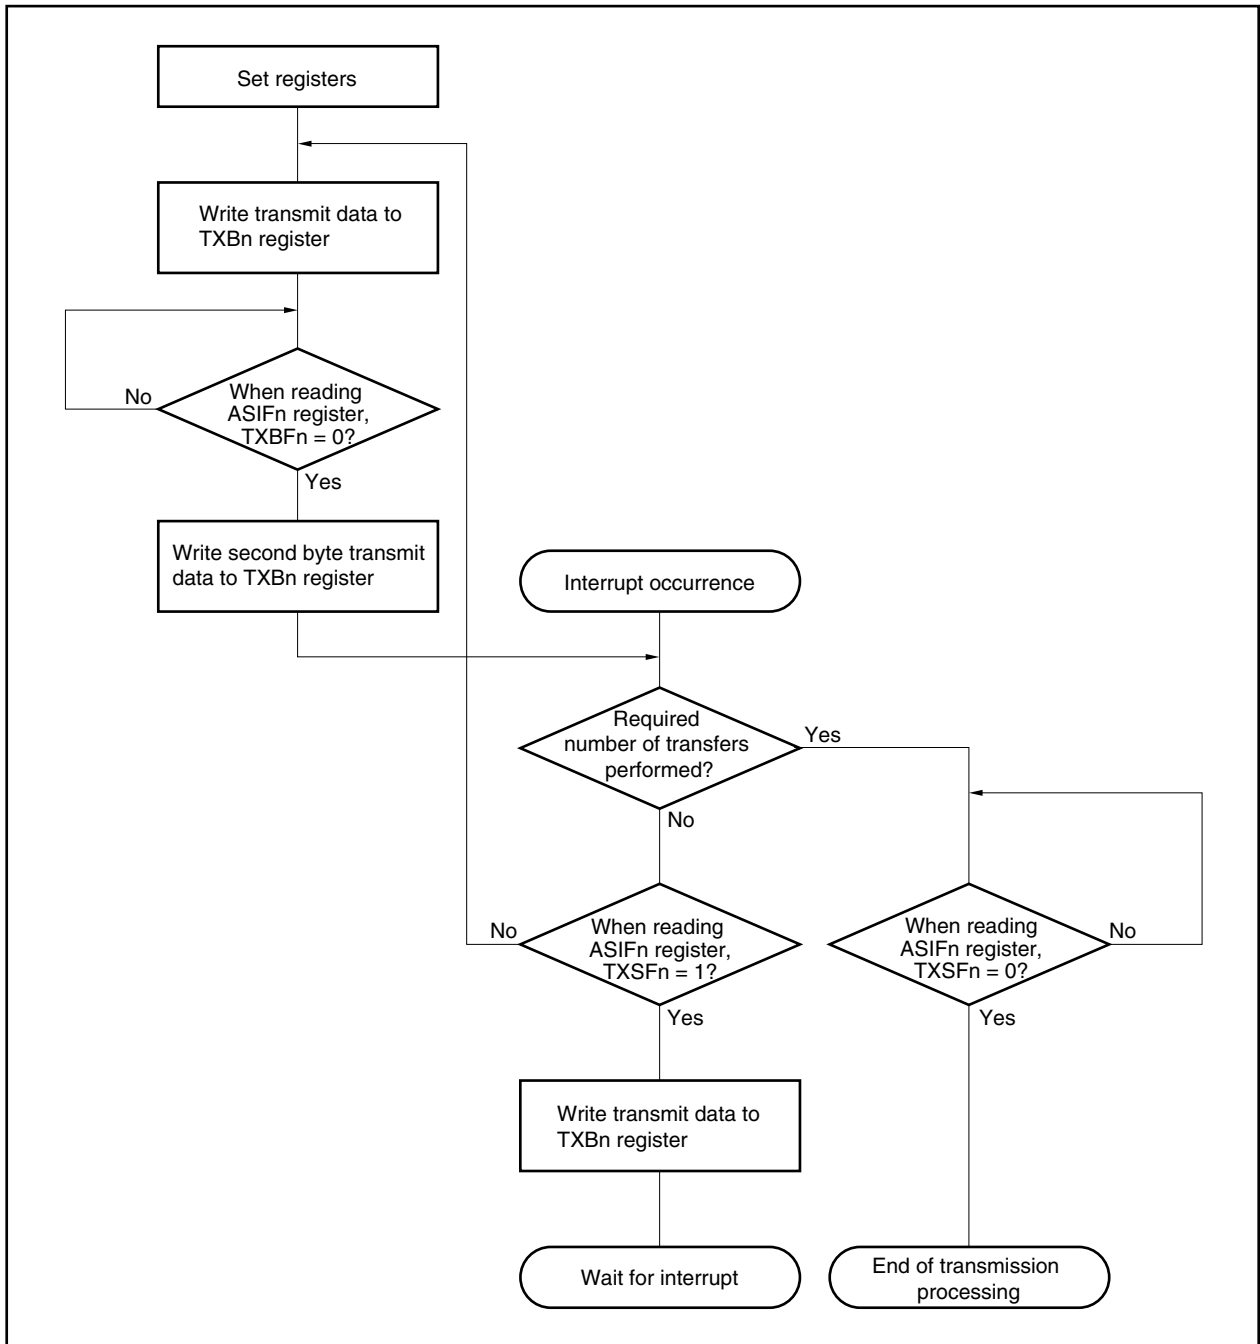 Set registers
Write transmit data to
TXBn register
No
When reading
ASIFn register,
TXBFn = 0?
Yes
Write second byte transmit
data to TXBn register
Interrupt occurrence
Required
number of transfers
performed?
Yes
No
No
When reading
ASIFn register,
TXSFn = 1?
Yes
When reading
ASIFn register,
TXSFn = 0?
No
Yes
Write transmit data to
TXBn register
Wait for interrupt
End of transmission
processing